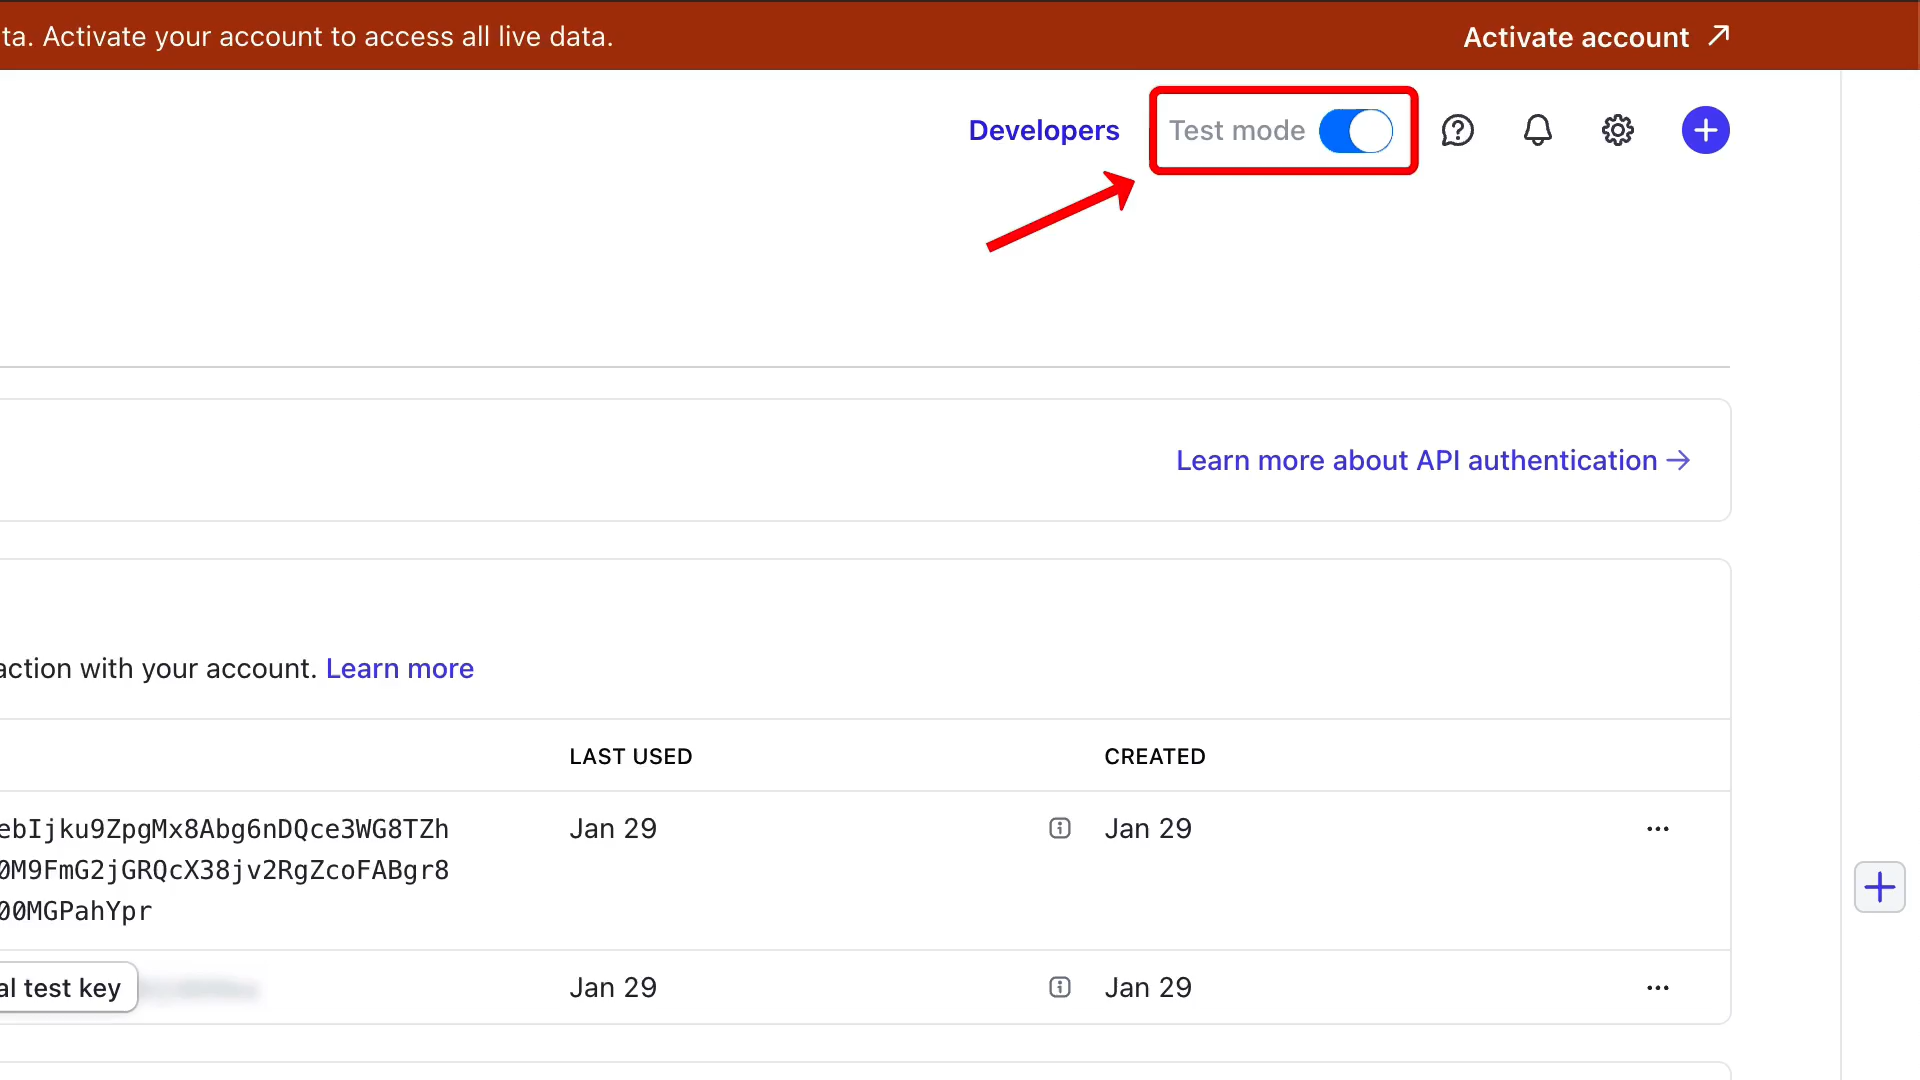 ta. Activate your account to access all live data.
Activate account
Developers
Test mode
Learn more about API authentication
action with your account. Learn more
LAST USED
CREATED
ebIjku9ZpgMx8Abg6nDQce3WG8TZh
Jan 29
Jan 29
0M9FmG2jGRQcX38jv2RgZcoFABgr8
00MGPahYpr
al test key
Jan 29
Jan 29